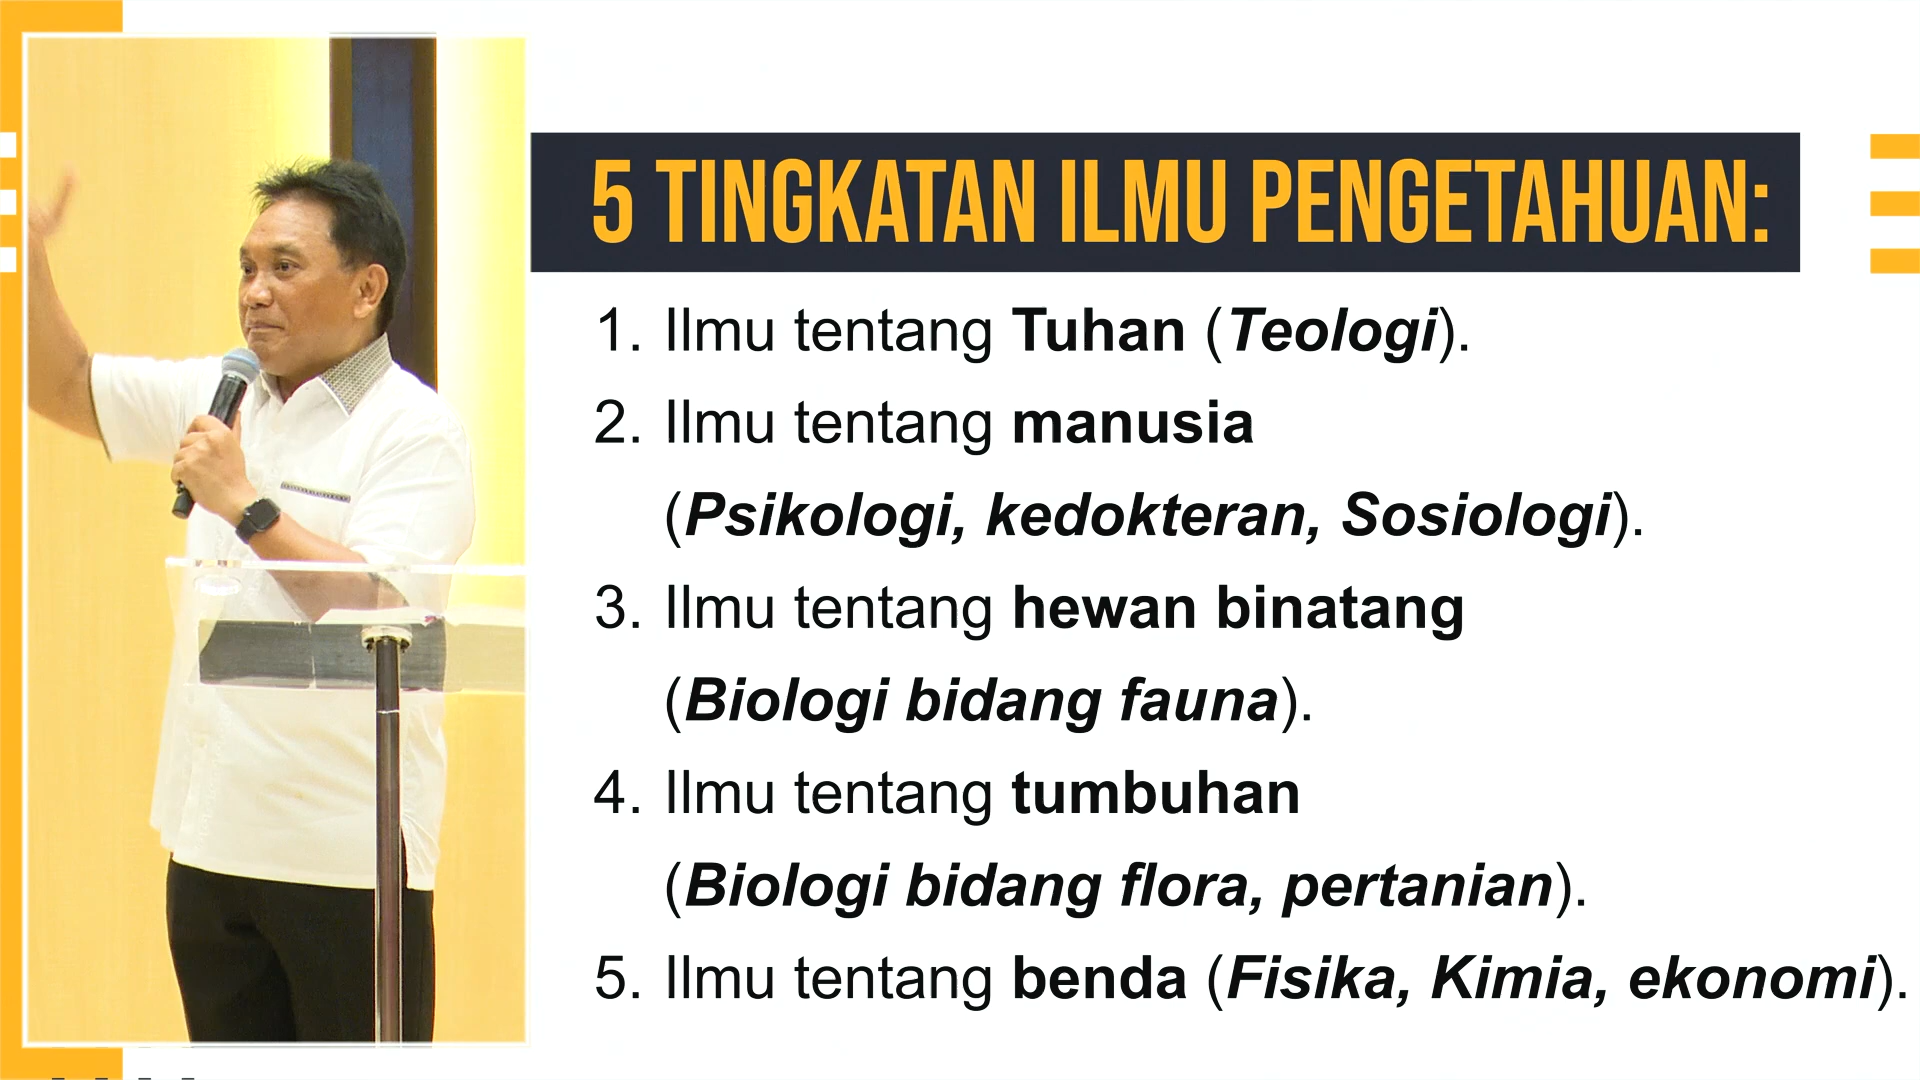 5 TINGKATAN ILMU PENGETAHUAN:
1. Ilmu tentang Tuhan (Teologi).
2. Ilmu tentang manusia
(Psikologi, kedokteran, Sosiologi).
3. Ilmu tentang hewan binatang
(Biologi bidang fauna).
4. Ilmu tentang tumbuhan
(Biologi bidang flora, pertanian).
5. Ilmu tentang benda (Fisika, Kimia, ekonomi).